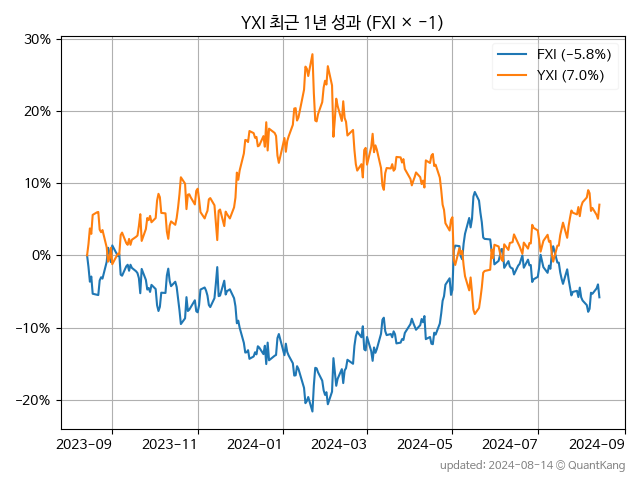 YXI 최근 1년 성과 (FXI × −1)
FXI (−5.8%)
YXI (7.0%)
30%
20%
10%
0%
−10%
−20%
2023−09 2023−11 2024−01 2024−03 2024−05 2024−07 2024−09
updated: 2024−08−14 © QuantKang